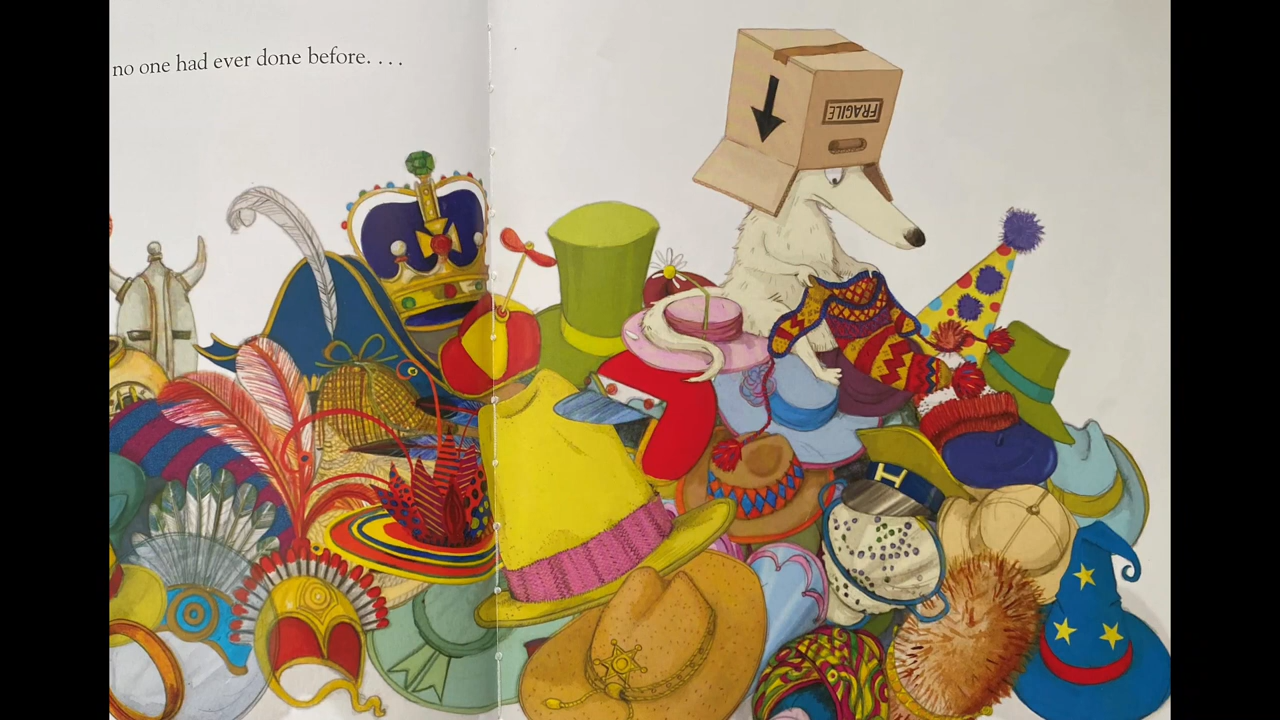 no one had ever done before. . . .
FRAGILE
H